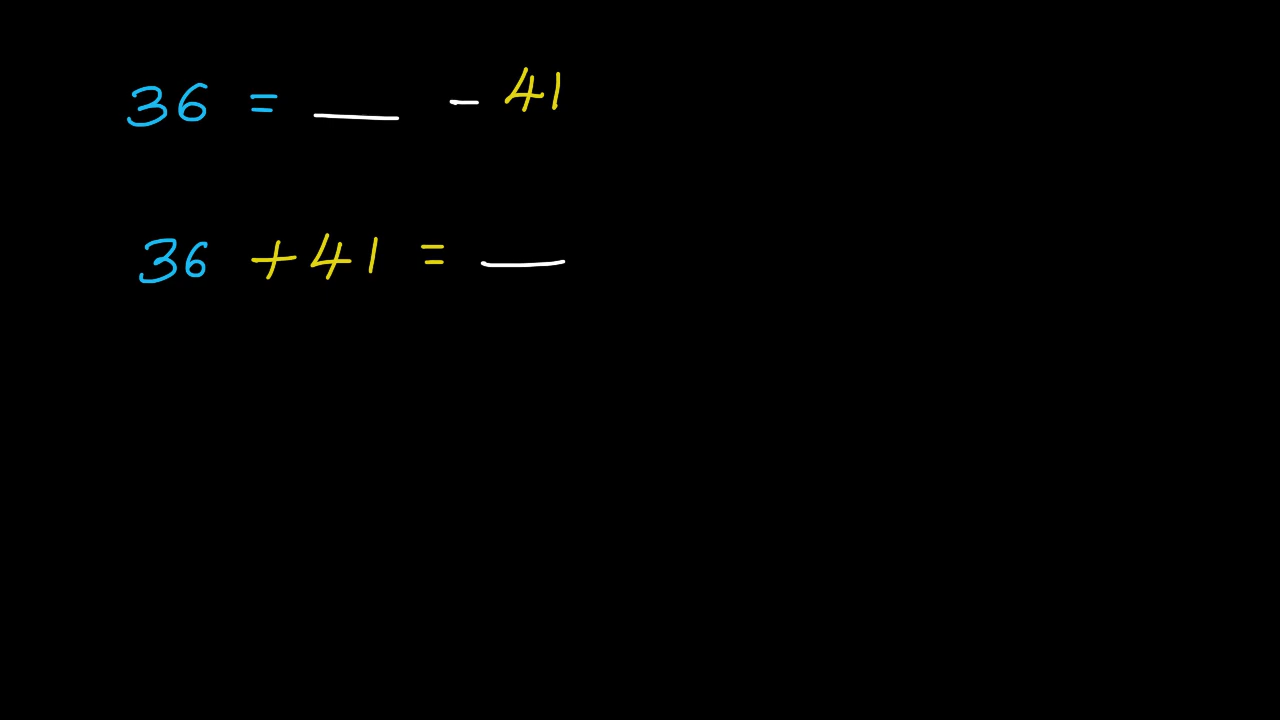 36 = ___ - 41
36 + 41 = ___